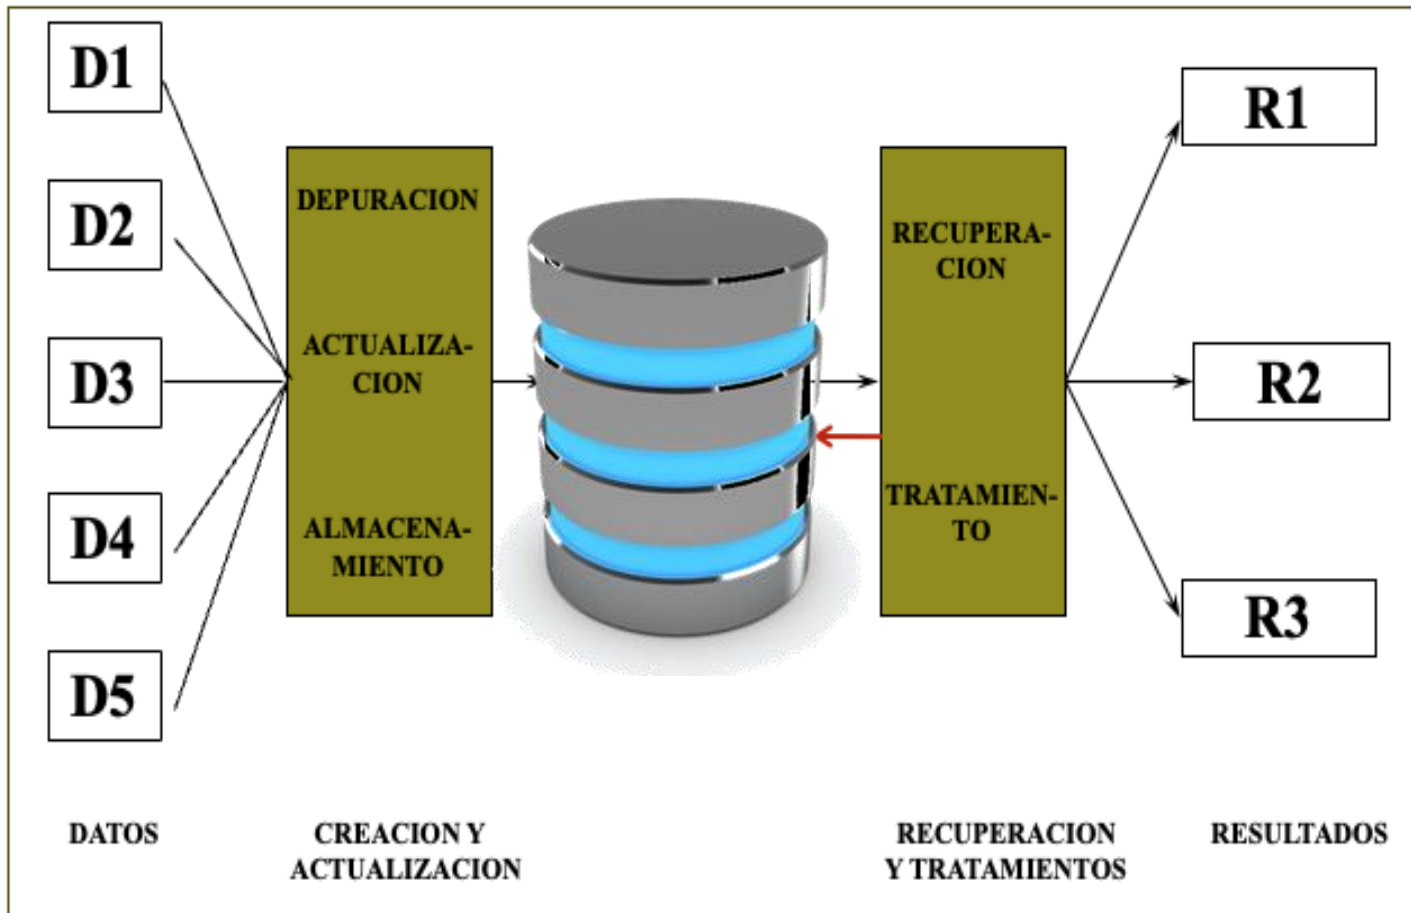 D1
D2
D3
D4
D5
DEPURACION
ACTUALIZA-
CION
ALMACENA-
MIENTO
RECUPERA-
CION
TRATAMIEN-
TO
R1
R2
R3
DATOS
CREACION Y
ACTUALIZACION
RECUPERACION
Y TRATAMIENTOS
RESULTADOS